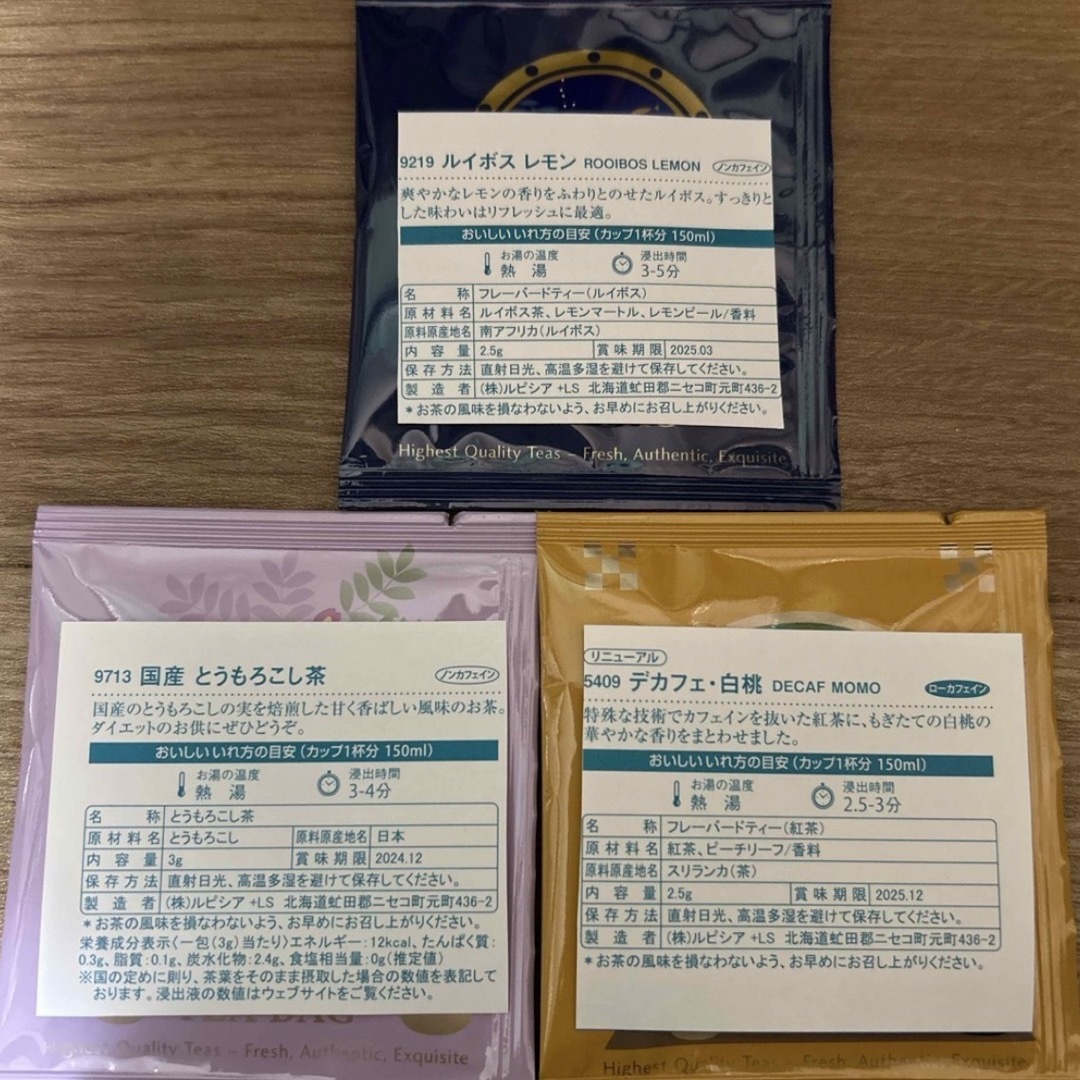 9219 ルイボス レモン ROOIBOS LEMON ノンカフェイン
爽やかなレモンの香りをふわりとのせたルイボス。すっきりと
した味わいはリフレッシュに最適。
おいしいいれ方の目安（カップ1杯分 150ml）
お湯の温度 浸出時間
熱 湯 3-5分
名 称 フレーバードティー（ルイボス）
原材料名 ルイボス茶、レモンマートル、レモンピール/香料
原料原産地名 南アフリカ（ルイボス）
内 容 量 2.5g 賞味期限 2025.03
保存方法 直射日光、高温多湿を避けて保存してください。
製 造 者 （株）ルピシア +LS 北海道虻田郡ニセコ町元町436-2
＊お茶の風味を損なわないよう、お早めにお召し上がりください。
Highest Quality Teas – Fresh, Authentic, Exquisite
9713 国産 とうもろこし茶 ノンカフェイン
国産のとうもろこしの実を焙煎した甘く香ばしい風味のお茶。
ダイエットのお供にぜひどうぞ。
おいしいいれ方の目安（カップ1杯分 150ml）
お湯の温度 浸出時間
熱 湯 3-4分
名 称 とうもろこし茶
原材料名 とうもろこし 原料原産地名 日本
内 容 量 3g 賞味期限 2024.12
保存方法 直射日光、高温多湿を避けて保存してください。
製 造 者 （株）ルピシア +LS 北海道虻田郡ニセコ町元町436-2
＊お茶の風味を損なわないよう、お早めにお召し上がりください。
栄養成分表示〈一包（3g）当たり〉エネルギー：12kcal、たんぱく質：
0.3g、脂質：0.1g、炭水化物：2.4g、食塩相当量：0g（推定値）
※国の定めに則り、茶葉をそのまま摂取した場合の数値を表記して
おります。浸出液の数値はウェブサイトをご覧ください。
TEA BAG
Highest Quality Teas – Fresh, Authentic, Exquisite
リニューアル
5409 デカフェ・白桃 DECAF MOMO ローカフェイン
特殊な技術でカフェインを抜いた紅茶に、もぎたての白桃の
華やかな香りをまとわせました。
おいしいいれ方の目安（カップ1杯分 150ml）
お湯の温度 浸出時間
熱 湯 2.5-3分
名 称 フレーバードティー（紅茶）
原材料名 紅茶、ピーチリーフ/香料
原料原産地名 スリランカ（茶）
内 容 量 2.5g 賞味期限 2025.12
保存方法 直射日光、高温多湿を避けて保存してください。
製 造 者 （株）ルピシア +LS 北海道虻田郡ニセコ町元町436-2
＊お茶の風味を損なわないよう、お早めにお召し上がりください。
Highest Quality Teas – Fresh, Authentic, Exquisite